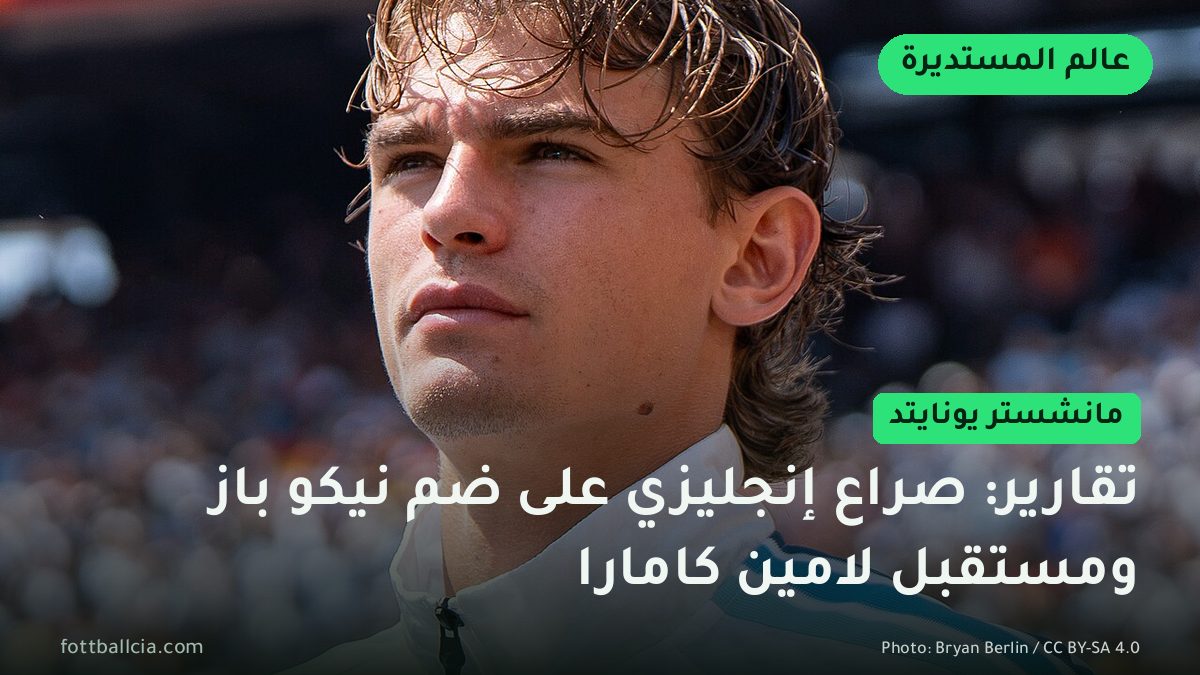 عالم المستديرة
مانشستر يونايتد
تقارير: صراع إنجليزي على ضم نيكو باز
ومستقبل لامين كامارا
fottballcia.com
Photo: Bryan Berlin / CC BY-SA 4.0